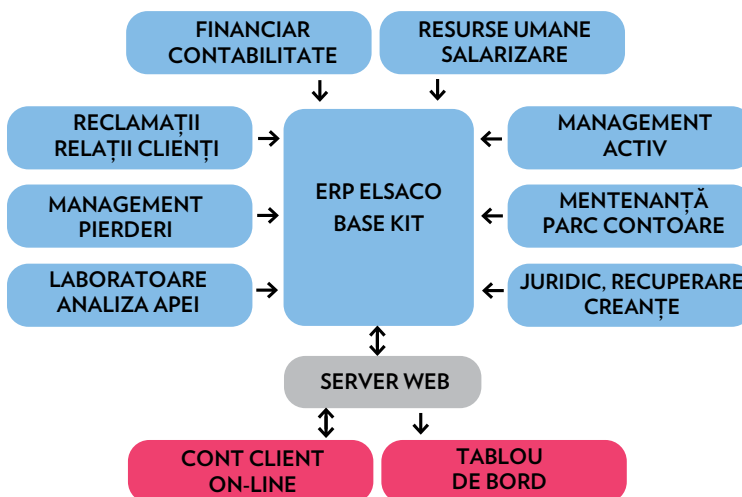 FINANCIAR
CONTABILITATE
RESURSE UMANE
SALARIZARE
RECLAMAȚII
RELAȚII CLIENȚI
ERP ELSACO
BASE KIT
MANAGEMENT
ACTIV
MANAGEMENT
PIERDERI
MENTENANȚĂ
PARC CONTOARE
LABORATOARE
ANALIZA APEI
JURIDIC, RECUPERARE
CREANȚE
SERVER WEB
CONT CLIENT
ON-LINE
TABLOU
DE BORD